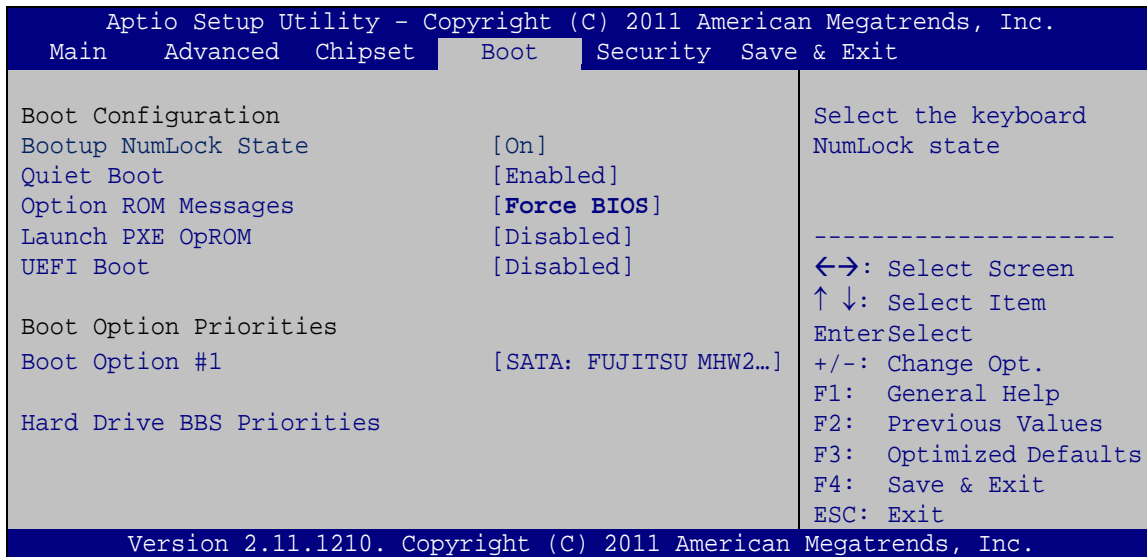 Aptio Setup Utility – Copyright (C) 2011 American Megatrends, Inc.
Main Advanced Chipset Boot Security Save & Exit
Boot Configuration
Bootup NumLock State [On]
Quiet Boot [Enabled]
Option ROM Messages [Force BIOS]
Launch PXE OpROM [Disabled]
UEFI Boot [Disabled]
Boot Option Priorities
Boot Option #1 [SATA: FUJITSU MHW2…]
Hard Drive BBS Priorities
Select the keyboard
NumLock state
---------------------
←→: Select Screen
↑ ↓: Select Item
EnterSelect
+/-: Change Opt.
F1: General Help
F2: Previous Values
F3: Optimized Defaults
F4: Save & Exit
ESC: Exit
Version 2.11.1210. Copyright (C) 2011 American Megatrends, Inc.